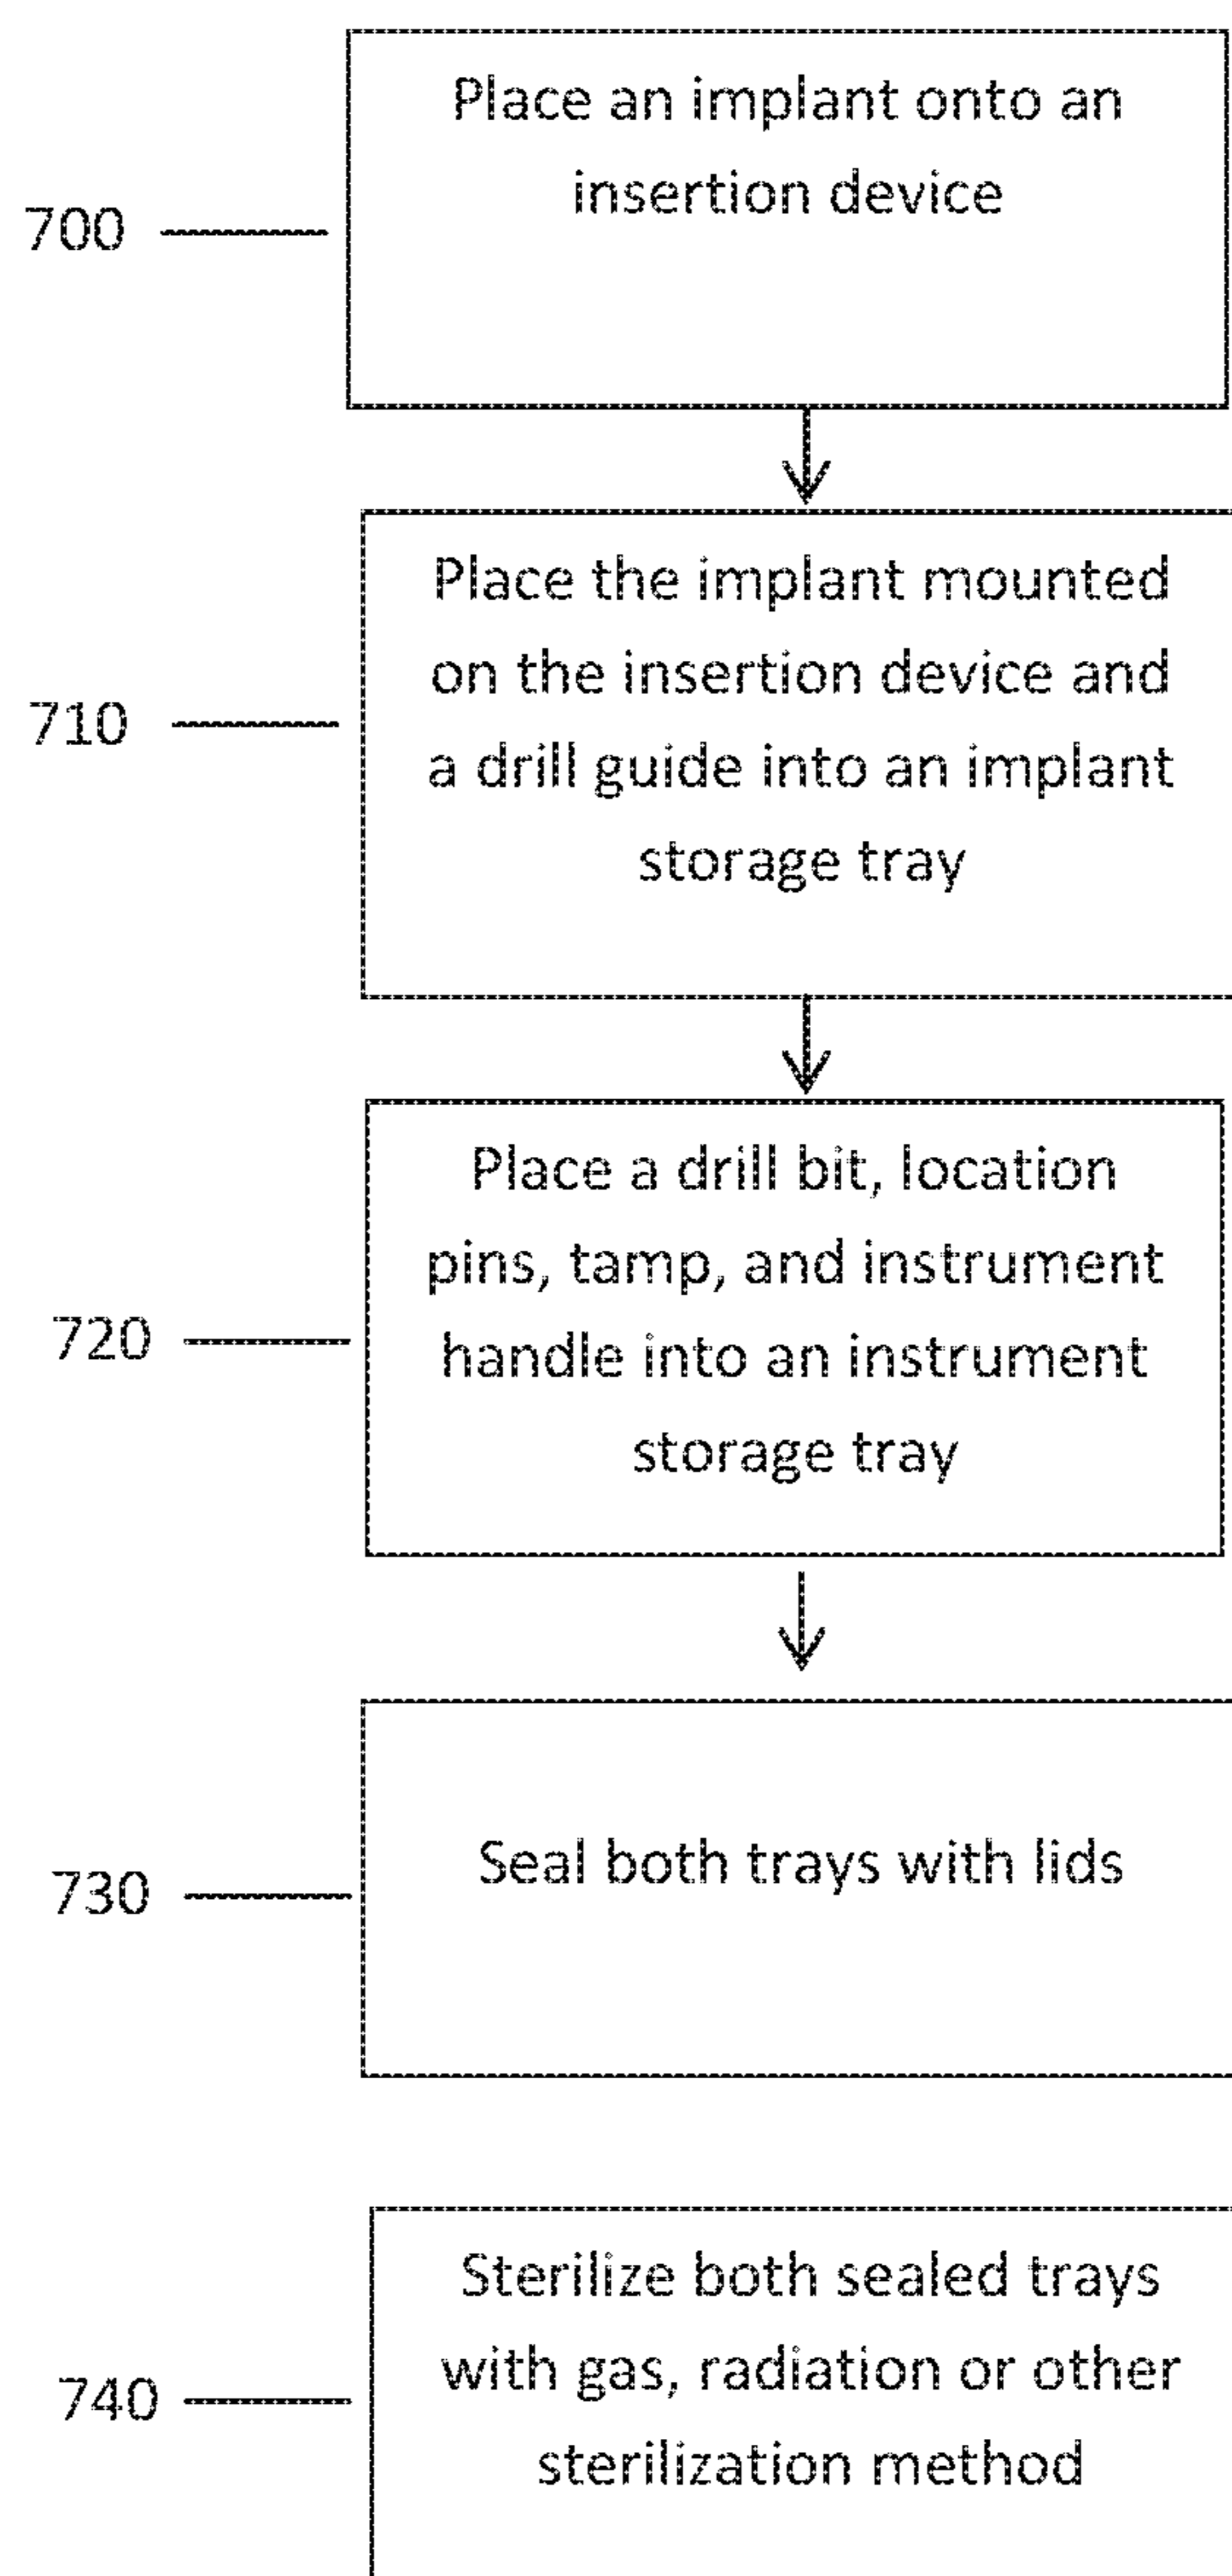 Place an implant onto an
insertion device
700
Place the implant mounted
on the insertion device and
a drill guide into an implant
storage tray
710
Place a drill bit, location
pins, tamp, and instrument
handle into an instrument
storage tray
720
Seal both trays with lids
730
Sterilize both sealed trays
with gas, radiation or other
sterilization method
740